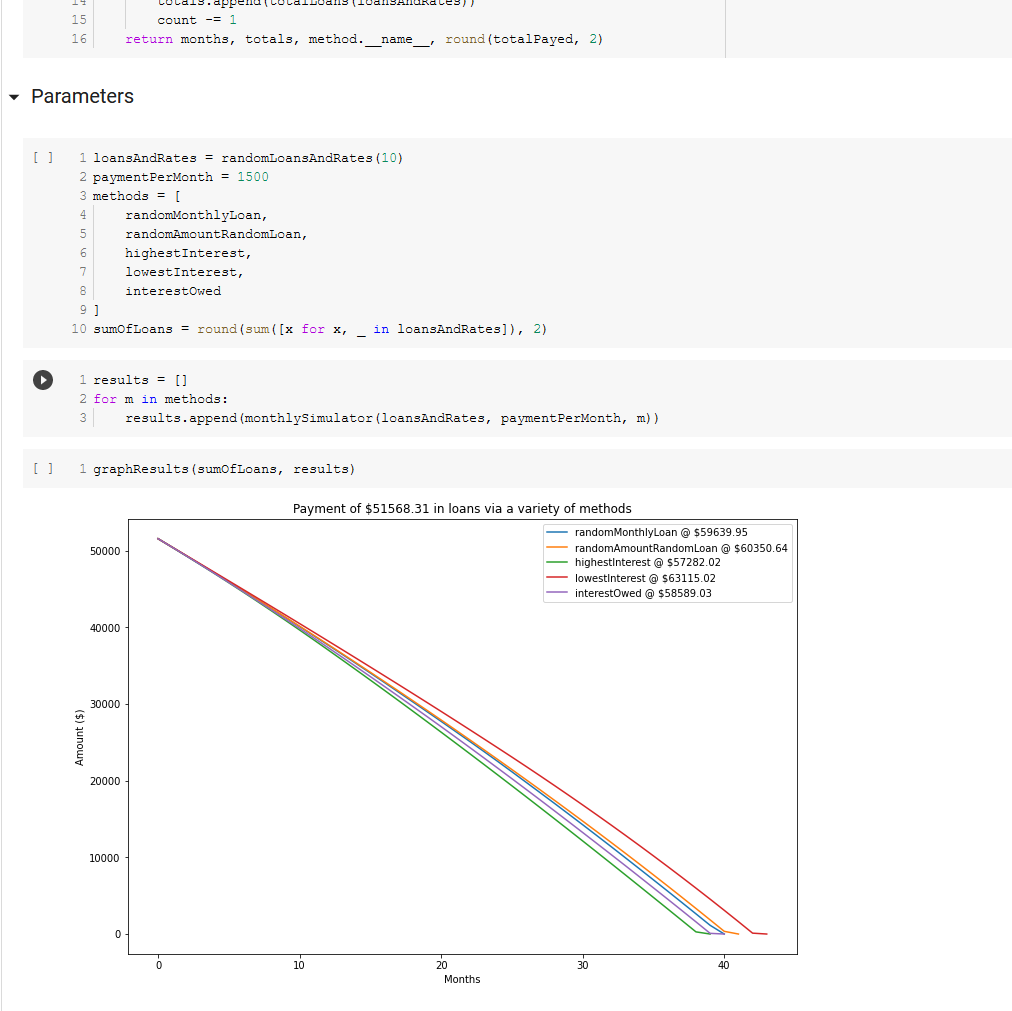 14 totals.append(totalLoans(loansAndRates))
15 count -= 1
16 return months, totals, method.__name__, round(totalPayed, 2)
Parameters
[ ] 1 loansAndRates = randomLoansAndRates(10)
2 paymentPerMonth = 1500
3 methods = [
4 randomMonthlyLoan,
5 randomAmountRandomLoan,
6 highestInterest,
7 lowestInterest,
8 interestOwed
9 ]
10 sumOfLoans = round(sum([x for x, _ in loansAndRates]), 2)
1 results = []
2 for m in methods:
3 results.append(monthlySimulator(loansAndRates, paymentPerMonth, m))
[ ] 1 graphResults(sumOfLoans, results)
Payment of $51568.31 in loans via a variety of methods
randomMonthlyLoan @ $59639.95
randomAmountRandomLoan @ $60350.64
highestInterest @ $57282.02
lowestInterest @ $63115.02
interestOwed @ $58589.03
50000
40000
30000
20000
10000
0
Amount ($)
0 10 20 30 40
Months